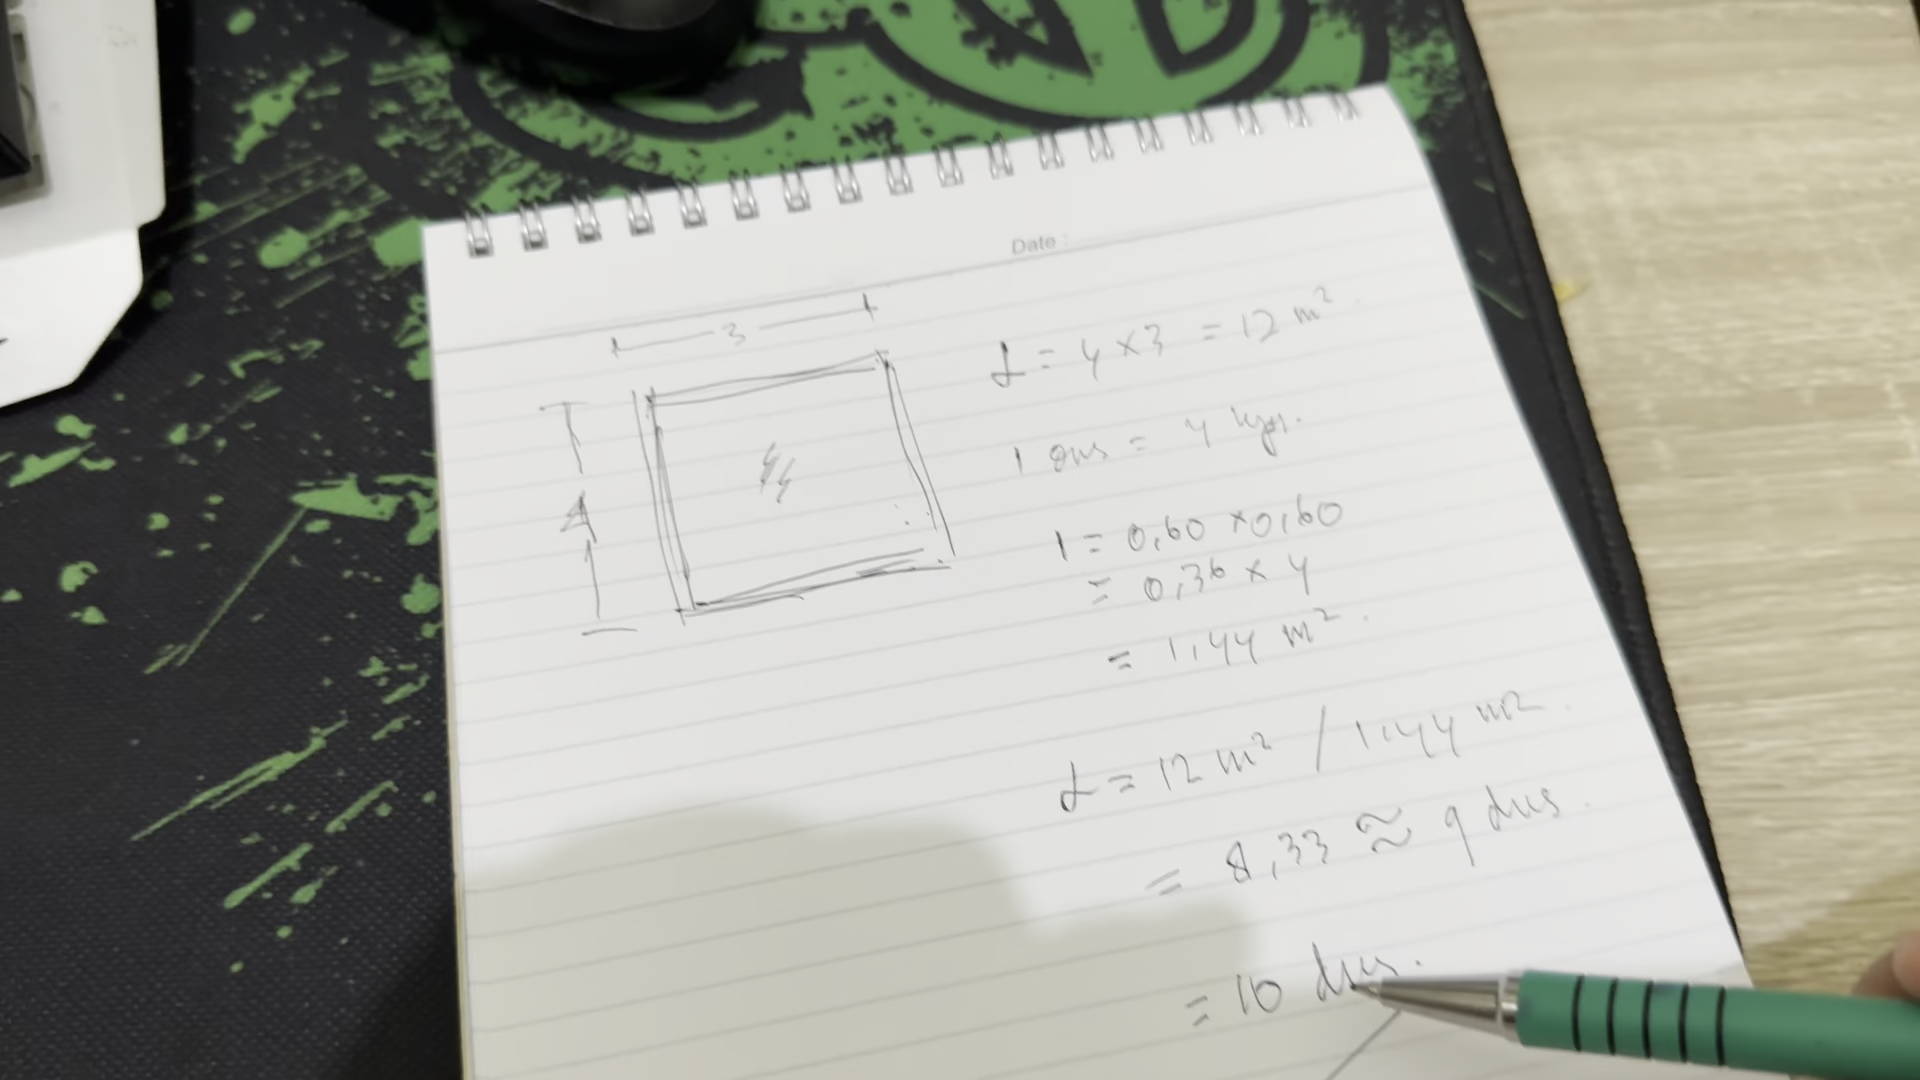 Date :
3
4
L = 4 x 3 = 12 m²
1 dus = 4 kpg.
1 = 0,60 x 0,60
= 0,36 x 4
= 1,44 m².
L = 12 m² / 1.44 m2.
= 8,33 ≈ 9 dus.
= 10 dus.